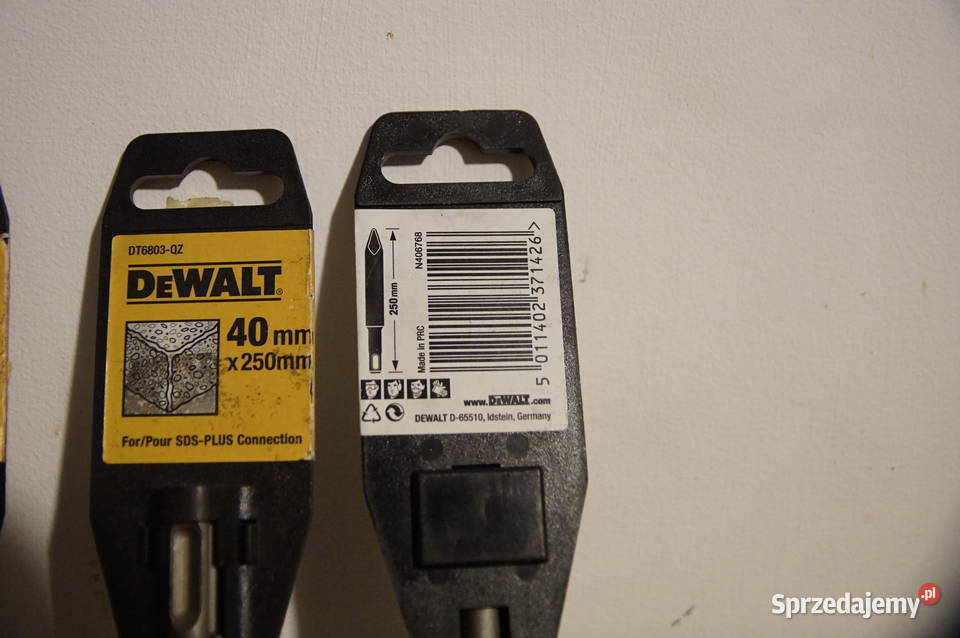 DT6803-QZ
DEWALT®
40 mm
x 250mm
For/Pour SDS-PLUS Connection
250 mm
Made in PRC
N406768
5 011402 371426 >
www.DEWALT.com
DEWALT D-65510, Idstein, Germany
Sprzedajemy.pl